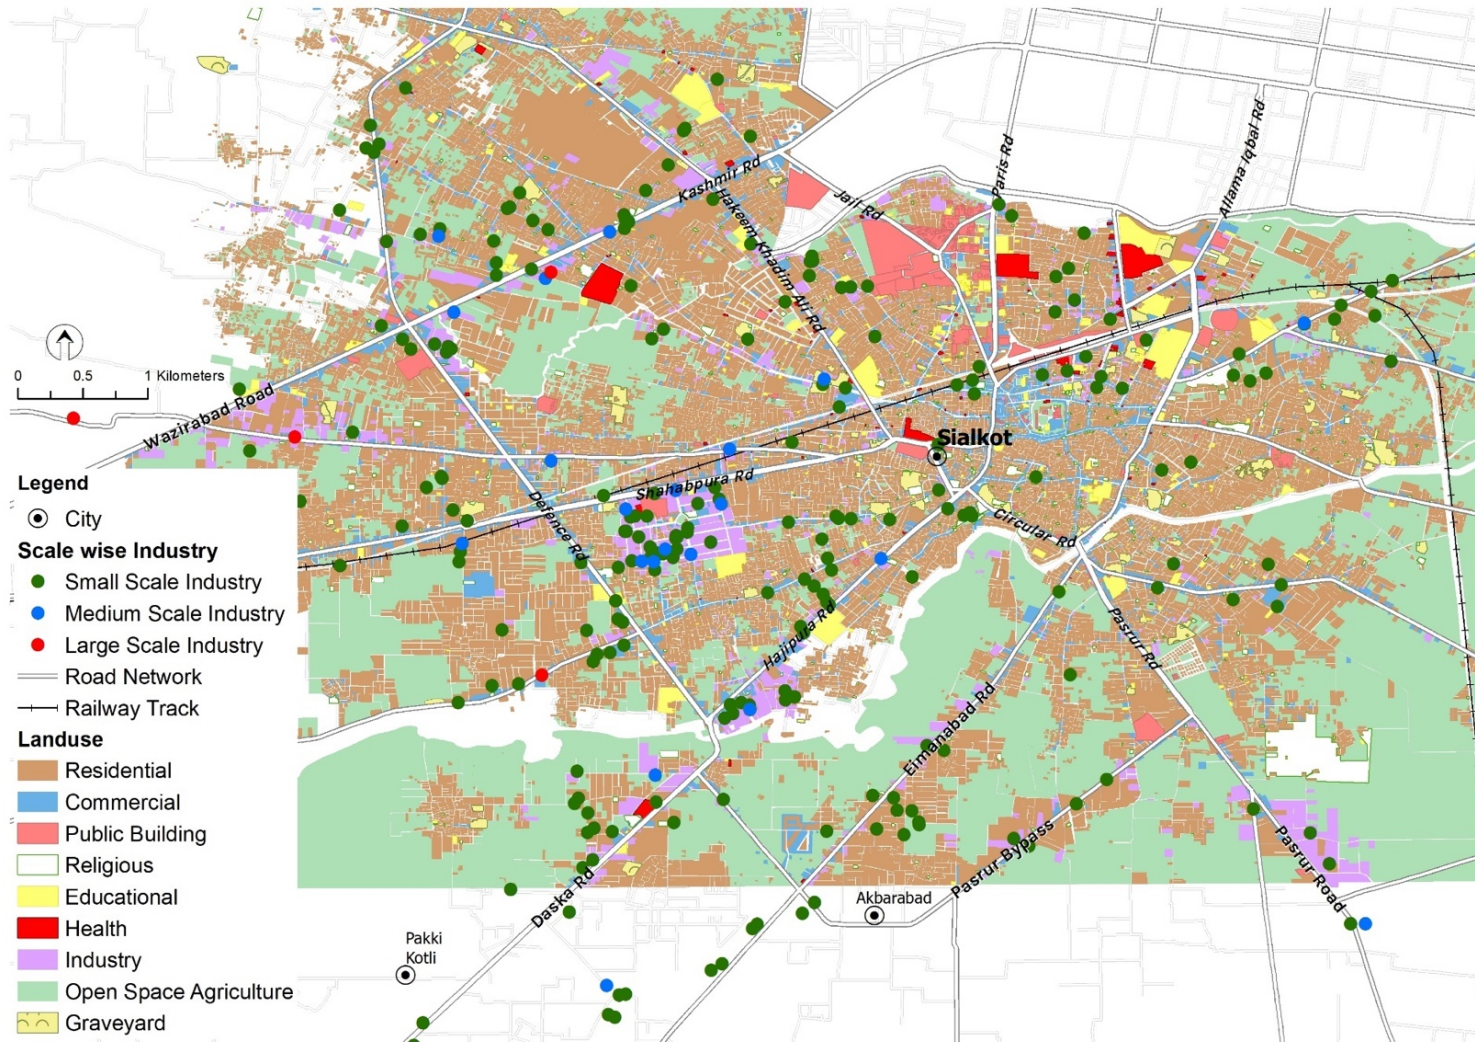 Kashmir Rd
Hakeem Khadim Ali Rd
Jail Rd
Paris Rd
Allama Iqbal Rd
0 0.5 1 Kilometers
Wazirabad Road
Sialkot
Shahabpura Rd
Defence Rd
Circular Rd
Hajipura Rd
Pasrur Rd
Eimanabad Rd
Pasrur Bypass
Pasrur Road
Daska Rd
Akbarabad
Pakki
Kotli
Legend
City
Scale wise Industry
Small Scale Industry
Medium Scale Industry
Large Scale Industry
Road Network
Railway Track
Landuse
Residential
Commercial
Public Building
Religious
Educational
Health
Industry
Open Space Agriculture
Graveyard